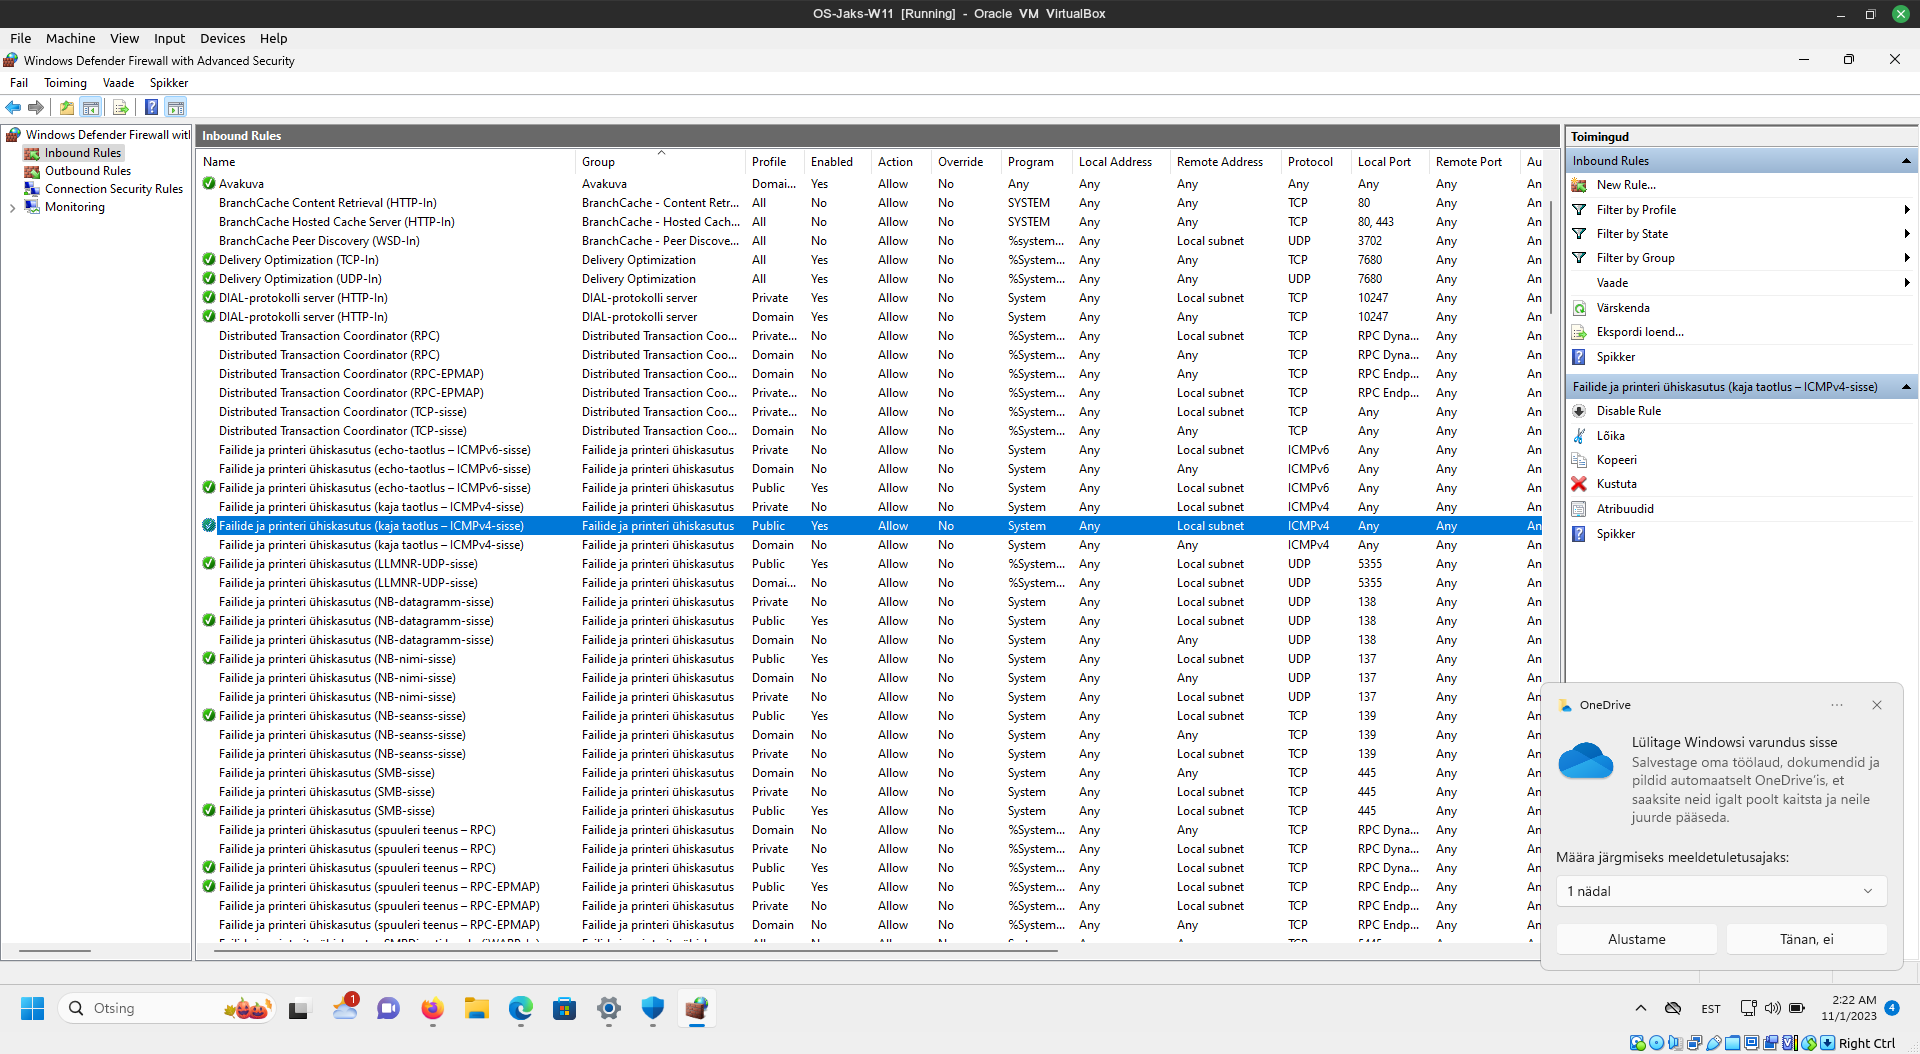 OS-Jaks-W11 [Running] - Oracle VM VirtualBox
File Machine View Input Devices Help
Windows Defender Firewall with Advanced Security
Fail Toiming Vaade Spikker
Windows Defender Firewall witl
Inbound Rules
Outbound Rules
Connection Security Rules
Monitoring
Inbound Rules
Name Group Profile Enabled Action Override Program Local Address Remote Address Protocol Local Port Remote Port Au
Avakuva Avakuva Domai... Yes Allow No Any Any Any Any Any Any An
BranchCache Content Retrieval (HTTP-In) BranchCache - Content Retr... All No Allow No SYSTEM Any Any TCP 80 Any An
BranchCache Hosted Cache Server (HTTP-In) BranchCache - Hosted Cach... All No Allow No SYSTEM Any Any TCP 80, 443 Any An
BranchCache Peer Discovery (WSD-In) BranchCache - Peer Discove... All No Allow No %system... Any Local subnet UDP 3702 Any An
Delivery Optimization (TCP-In) Delivery Optimization All Yes Allow No %System... Any Any TCP 7680 Any An
Delivery Optimization (UDP-In) Delivery Optimization All Yes Allow No %System... Any Any UDP 7680 Any An
DIAL-protokolli server (HTTP-In) DIAL-protokolli server Private Yes Allow No System Any Local subnet TCP 10247 Any An
DIAL-protokolli server (HTTP-In) DIAL-protokolli server Domain Yes Allow No System Any Any TCP 10247 Any An
Distributed Transaction Coordinator (RPC) Distributed Transaction Coo... Private... No Allow No %System... Any Local subnet TCP RPC Dyna... Any An
Distributed Transaction Coordinator (RPC) Distributed Transaction Coo... Domain No Allow No %System... Any Any TCP RPC Dyna... Any An
Distributed Transaction Coordinator (RPC-EPMAP) Distributed Transaction Coo... Domain No Allow No %System... Any Any TCP RPC Endp... Any An
Distributed Transaction Coordinator (RPC-EPMAP) Distributed Transaction Coo... Private... No Allow No %System... Any Local subnet TCP RPC Endp... Any An
Distributed Transaction Coordinator (TCP-sisse) Distributed Transaction Coo... Private... No Allow No %System... Any Local subnet TCP Any Any An
Distributed Transaction Coordinator (TCP-sisse) Distributed Transaction Coo... Domain No Allow No %System... Any Any TCP Any Any An
Failide ja printeri ühiskasutus (echo-taotlus – ICMPv6-sisse) Failide ja printeri ühiskasutus Private No Allow No System Any Local subnet ICMPv6 Any Any An
Failide ja printeri ühiskasutus (echo-taotlus – ICMPv6-sisse) Failide ja printeri ühiskasutus Domain No Allow No System Any Any ICMPv6 Any Any An
Failide ja printeri ühiskasutus (echo-taotlus – ICMPv6-sisse) Failide ja printeri ühiskasutus Public Yes Allow No System Any Local subnet ICMPv6 Any Any An
Failide ja printeri ühiskasutus (kaja taotlus – ICMPv4-sisse) Failide ja printeri ühiskasutus Private No Allow No System Any Local subnet ICMPv4 Any Any An
Failide ja printeri ühiskasutus (kaja taotlus – ICMPv4-sisse) Failide ja printeri ühiskasutus Public Yes Allow No System Any Local subnet ICMPv4 Any Any An
Failide ja printeri ühiskasutus (kaja taotlus – ICMPv4-sisse) Failide ja printeri ühiskasutus Domain No Allow No System Any Any ICMPv4 Any Any An
Failide ja printeri ühiskasutus (LLMNR-UDP-sisse) Failide ja printeri ühiskasutus Public Yes Allow No %System... Any Local subnet UDP 5355 Any An
Failide ja printeri ühiskasutus (LLMNR-UDP-sisse) Failide ja printeri ühiskasutus Domai... No Allow No %System... Any Local subnet UDP 5355 Any An
Failide ja printeri ühiskasutus (NB-datagramm-sisse) Failide ja printeri ühiskasutus Private No Allow No System Any Local subnet UDP 138 Any An
Failide ja printeri ühiskasutus (NB-datagramm-sisse) Failide ja printeri ühiskasutus Public Yes Allow No System Any Local subnet UDP 138 Any An
Failide ja printeri ühiskasutus (NB-datagramm-sisse) Failide ja printeri ühiskasutus Domain No Allow No System Any Any UDP 138 Any An
Failide ja printeri ühiskasutus (NB-nimi-sisse) Failide ja printeri ühiskasutus Public Yes Allow No System Any Local subnet UDP 137 Any An
Failide ja printeri ühiskasutus (NB-nimi-sisse) Failide ja printeri ühiskasutus Domain No Allow No System Any Any UDP 137 Any An
Failide ja printeri ühiskasutus (NB-nimi-sisse) Failide ja printeri ühiskasutus Private No Allow No System Any Local subnet UDP 137 Any An
Failide ja printeri ühiskasutus (NB-seanss-sisse) Failide ja printeri ühiskasutus Public Yes Allow No System Any Local subnet TCP 139 Any An
Failide ja printeri ühiskasutus (NB-seanss-sisse) Failide ja printeri ühiskasutus Domain No Allow No System Any Any TCP 139 Any An
Failide ja printeri ühiskasutus (NB-seanss-sisse) Failide ja printeri ühiskasutus Private No Allow No System Any Local subnet TCP 139 Any An
Failide ja printeri ühiskasutus (SMB-sisse) Failide ja printeri ühiskasutus Domain No Allow No System Any Any TCP 445 Any An
Failide ja printeri ühiskasutus (SMB-sisse) Failide ja printeri ühiskasutus Private No Allow No System Any Local subnet TCP 445 Any An
Failide ja printeri ühiskasutus (SMB-sisse) Failide ja printeri ühiskasutus Public Yes Allow No System Any Local subnet TCP 445 Any An
Failide ja printeri ühiskasutus (spuuleri teenus – RPC) Failide ja printeri ühiskasutus Domain No Allow No %System... Any Any TCP RPC Dyna... Any An
Failide ja printeri ühiskasutus (spuuleri teenus – RPC) Failide ja printeri ühiskasutus Private No Allow No %System... Any Local subnet TCP RPC Dyna... Any An
Failide ja printeri ühiskasutus (spuuleri teenus – RPC) Failide ja printeri ühiskasutus Public Yes Allow No %System... Any Local subnet TCP RPC Dyna... Any An
Failide ja printeri ühiskasutus (spuuleri teenus – RPC-EPMAP) Failide ja printeri ühiskasutus Public Yes Allow No %System... Any Local subnet TCP RPC Endp... Any An
Failide ja printeri ühiskasutus (spuuleri teenus – RPC-EPMAP) Failide ja printeri ühiskasutus Private No Allow No %System... Any Local subnet TCP RPC Endp... Any An
Failide ja printeri ühiskasutus (spuuleri teenus – RPC-EPMAP) Failide ja printeri ühiskasutus Domain No Allow No %System... Any Any TCP RPC Endp... Any An
Toimingud
Inbound Rules
New Rule...
Filter by Profile
Filter by State
Filter by Group
Vaade
Värskenda
Ekspordi loend...
Spikker
Failide ja printeri ühiskasutus (kaja taotlus – ICMPv4-sisse)
Disable Rule
Lõika
Kopeeri
Kustuta
Atribuudid
Spikker
OneDrive
Lülitage Windowsi varundus sisse
Salvestage oma töölaud, dokumendid ja
pildid automaatselt OneDrive'is, et
saaksite neid igalt poolt kaitsta ja neile
juurde pääseda.
Määra järgmiseks meeldetuletusajaks:
1 nädal
Alustame Tänan, ei
Otsing
1
EST
2:22 AM
11/1/2023
4
Right Ctrl